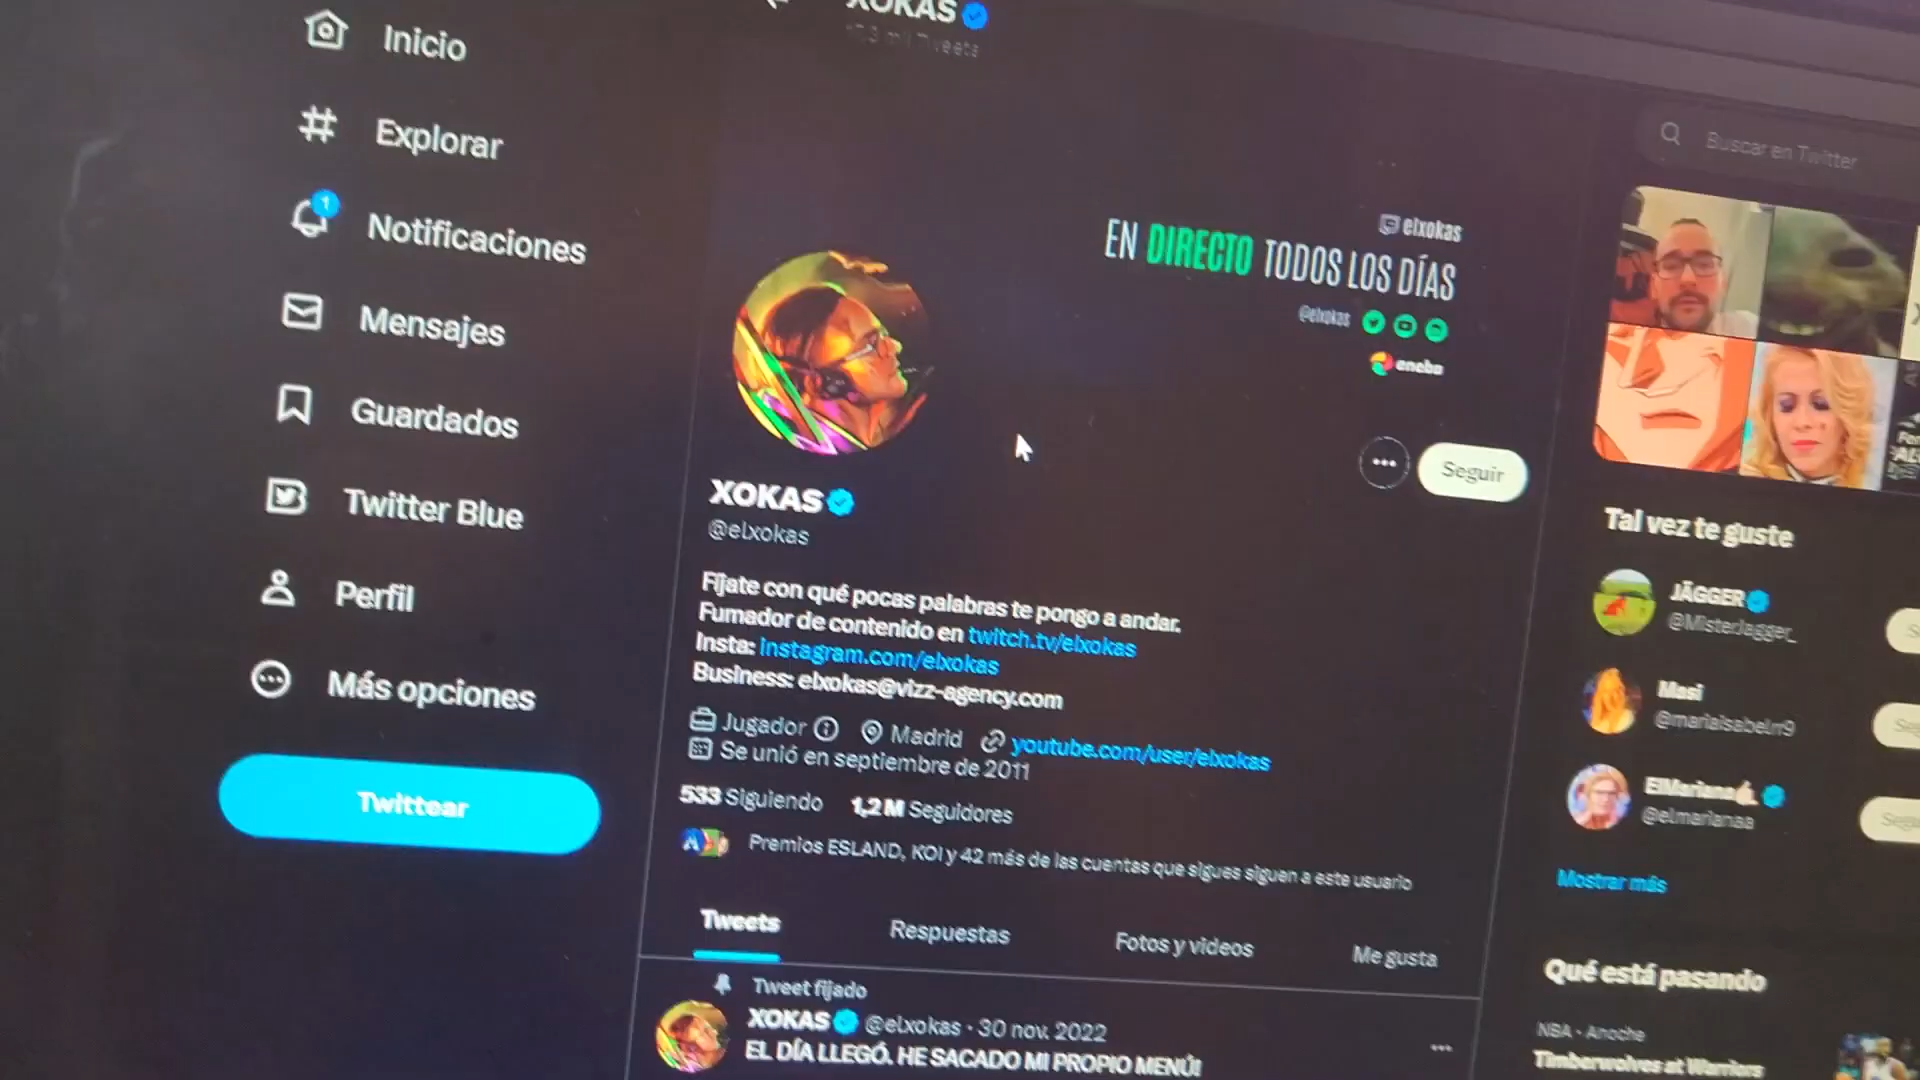 Inicio
Explorar
1
Notificaciones
Mensajes
Guardados
Twitter Blue
Perfil
Más opciones
Twittear
XOKAS
mil Tweets
elxokas
EN DIRECTO TODOS LOS DÍAS
@elxokas
eneba
Seguir
XOKAS
@elxokas
Fíjate con qué pocas palabras te pongo a andar.
Fumador de contenido en twitch.tv/elxokas
Insta: instagram.com/elxokas
Business: elxokas@vizz-agency.com
Jugador Madrid youtube.com/user/elxokas
Se unió en septiembre de 2011
533 Siguiendo 1,2 M Seguidores
Premios ESLAND, KOI y 42 más de las cuentas que sigues siguen a este usuario
Tweets Respuestas Fotos y videos Me gusta
Tweet fijado
XOKAS @elxokas · 30 nov. 2022
EL DÍA LLEGÓ. HE SACADO MI PROPIO MENÚ!
Buscar en Twitter
Tal vez te guste
JÄGGER
@MisterJagger_
Masi
@mariaisabelrr9
ElMariana
@elmarianaa
Mostrar más
Qué está pasando
NBA · Anoche
Timberwolves at Warriors